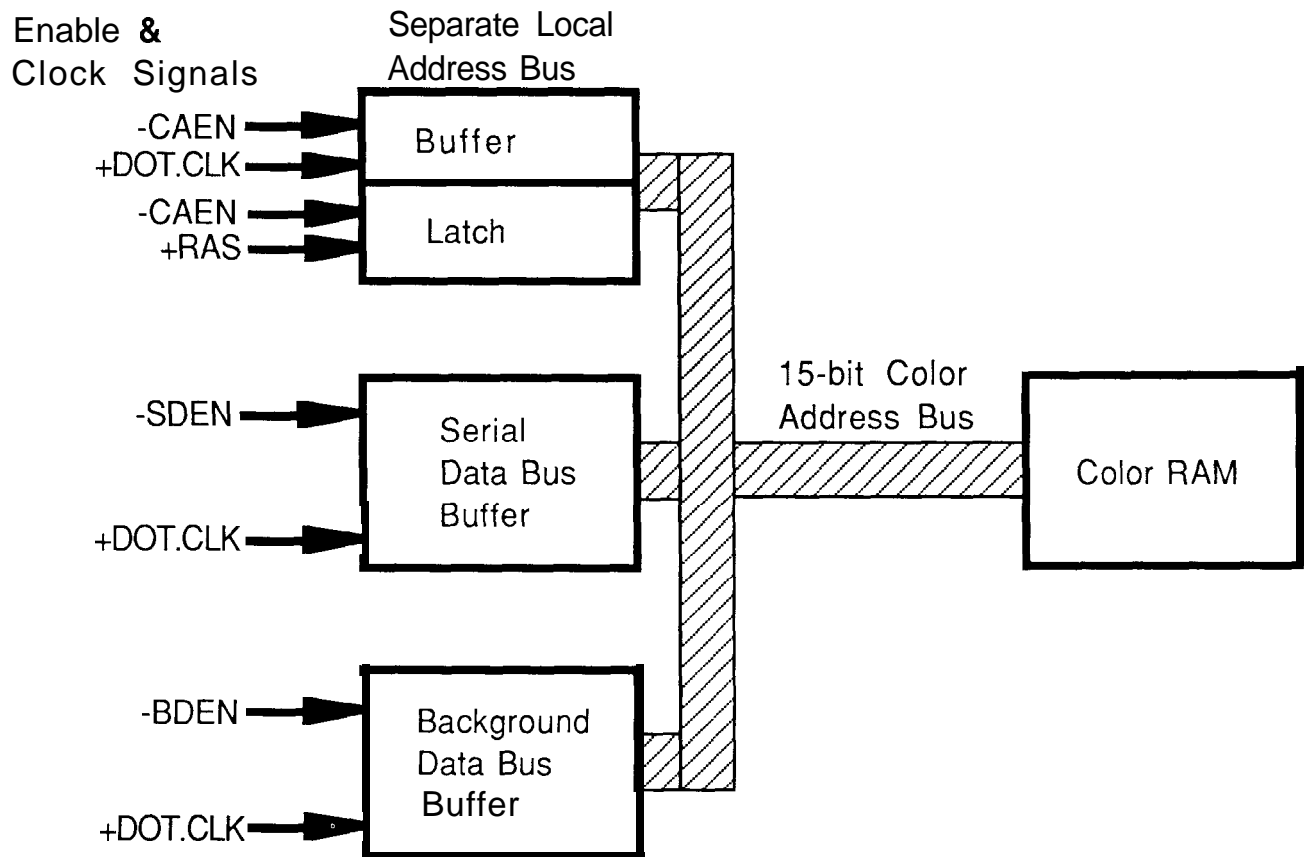 Enable &
Clock Signals
Separate Local
Address Bus
-CAEN
+DOT.CLK
Buffer
-CAEN
+RAS
Latch
-SDEN
+DOT.CLK
Serial
Data Bus
Buffer
15-bit Color
Address Bus
Color RAM
-BDEN
+DOT.CLK
Background
Data Bus
Buffer